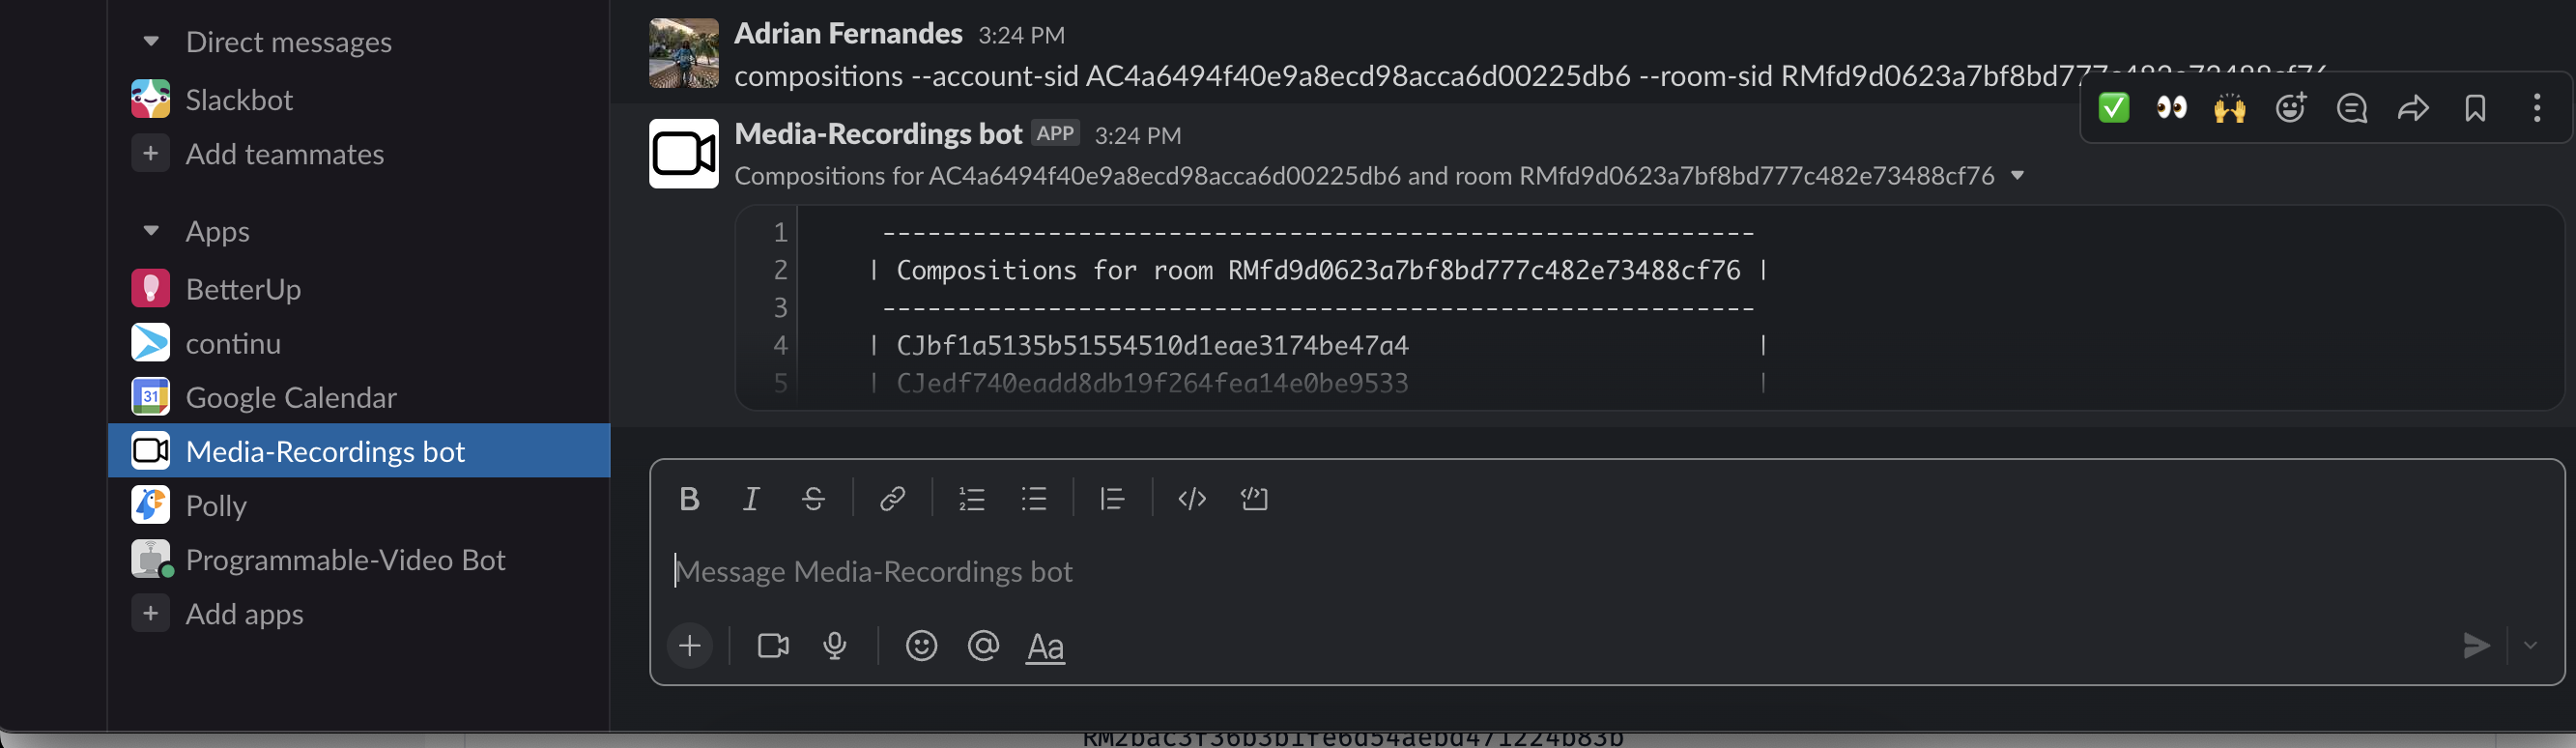 Direct messages
Slackbot
Add teammates
Apps
BetterUp
continu
31
Google Calendar
Media-Recordings bot
Polly
Programmable-Video Bot
Add apps
Adrian Fernandes 3:24 PM
compositions --account-sid AC4a6494f40e9a8ecd98acca6d00225db6 --room-sid RMfd9d0623a7bf8bd777c482e73488cf76
Media-Recordings bot APP 3:24 PM
Compositions for AC4a6494f40e9a8ecd98acca6d00225db6 and room RMfd9d0623a7bf8bd777c482e73488cf76
1 -----------------------------------------------------------
2 | Compositions for room RMfd9d0623a7bf8bd777c482e73488cf76 |
3 -----------------------------------------------------------
4 | CJbf1a5135b51554510d1eae3174be47a4 |
5 | CJedf740eadd8db19f264fea14e0be9533 |
B I S
Message Media-Recordings bot
@ Aa
RM2bac3f36b3b1fe6d54aebd471224b83b